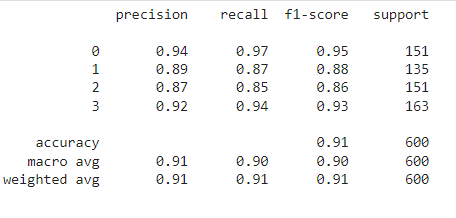 precision recall f1-score support
0 0.94 0.97 0.95 151
1 0.89 0.87 0.88 135
2 0.87 0.85 0.86 151
3 0.92 0.94 0.93 163
accuracy 0.91 600
macro avg 0.91 0.90 0.90 600
weighted avg 0.91 0.91 0.91 600